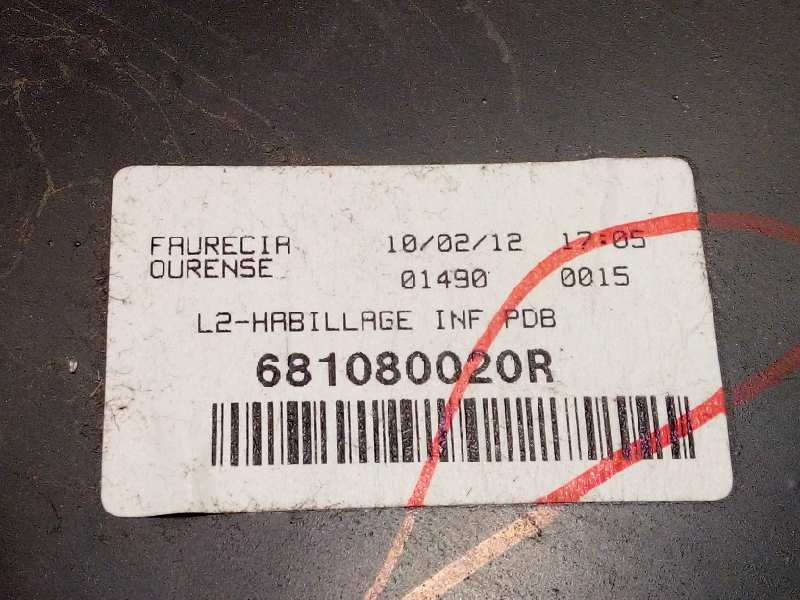 FAURECIA 10/02/12 17:05
OURENSE 01490 0015
L2-HABILLAGE INF PDB
681080020R